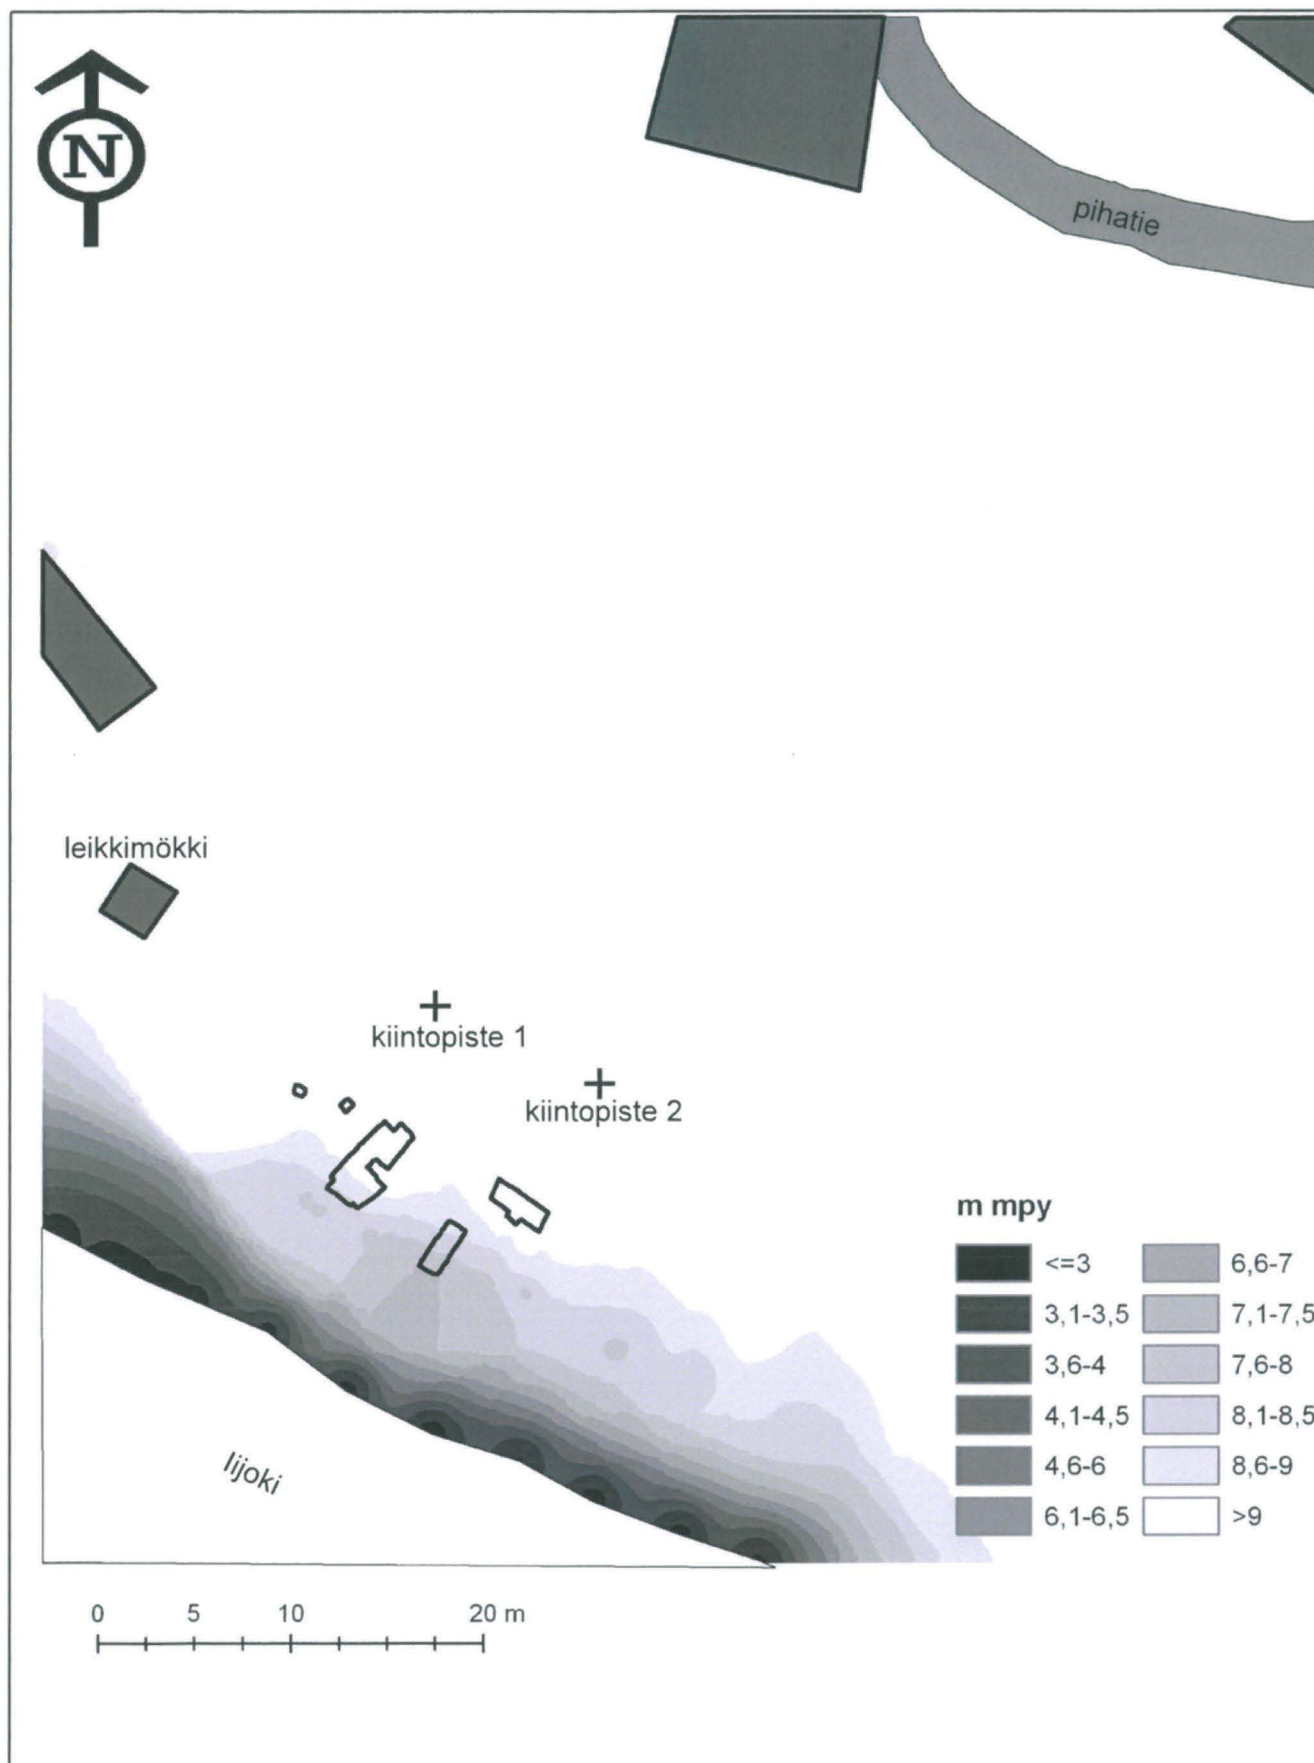 N
pihatie
leikkimökki
kiintopiste 1
kiintopiste 2
m mpy
<=3
3,1-3,5
3,6-4
4,1-4,5
4,6-6
6,1-6,5
6,6-7
7,1-7,5
7,6-8
8,1-8,5
8,6-9
>9
Iijoki
0 5 10 20 m